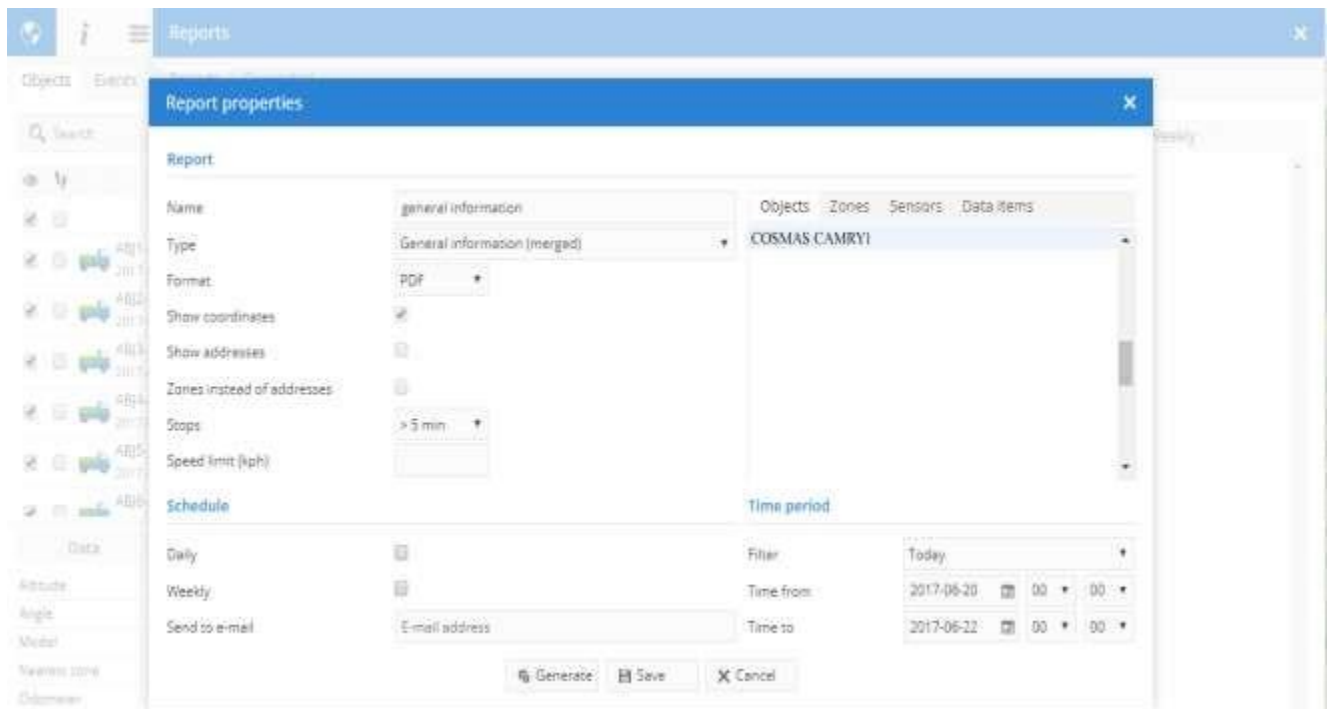 i
Reports
Objects Events
Report properties
Search
Weekly
Report
Name general information Objects Zones Sensors Data items
Type General information (merged) COSMAS CAMRY1
Format PDF
Show coordinates
Show addresses
Zones instead of addresses
Stops > 5 min
Speed limit (kph)
Schedule Time period
Data
Daily Filter Today
Altitude
Weekly Time from 2017-06-20 00 00
Angle
Send to e-mail E-mail address Time to 2017-06-22 00 00
Model
Nearest zone
Generate Save Cancel
Odometer